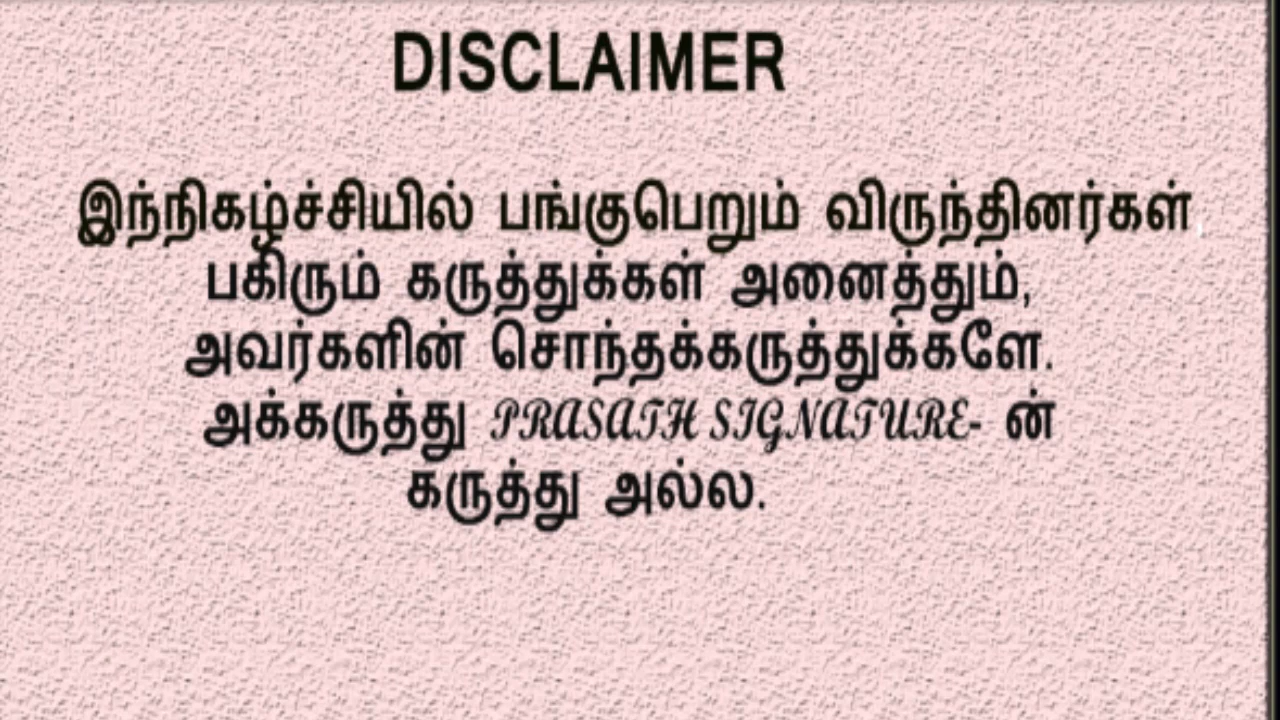 DISCLAIMER
இந்நிகழ்ச்சியில் பங்குபெறும் விருந்தினர்கள்,
பகிரும் கருத்துக்கள் அனைத்தும்,
அவர்களின் சொந்தக்கருத்துக்களே.
அக்கருத்து PRASATH SIGNATURE- ன்
கருத்து அல்ல.